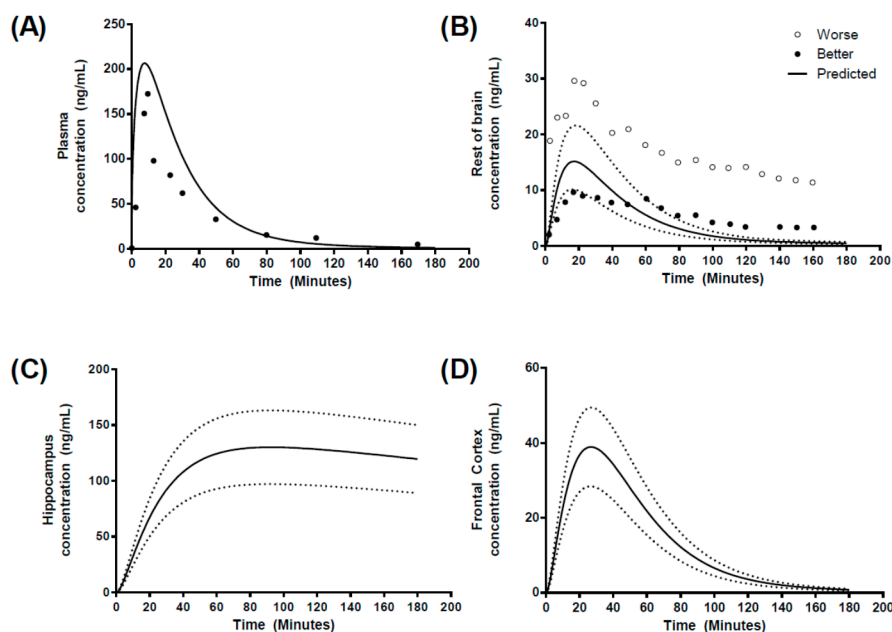 (A)
Plasma
concentration (ng/mL)
250
200
150
100
50
0
0 20 40 60 80 100 120 140 160 180 200
Time (Minutes)
(B)
Rest of brain
concentration (ng/mL)
40
30
20
10
0
0 20 40 60 80 100 120 140 160 180 200
Time (Minutes)
Worse
Better
Predicted
(C)
Hippocampus
concentration (ng/mL)
200
150
100
50
0
0 20 40 60 80 100 120 140 160 180 200
Time (Minutes)
(D)
Frontal Cortex
concentration (ng/mL)
60
40
20
0
0 20 40 60 80 100 120 140 160 180 200
Time (Minutes)